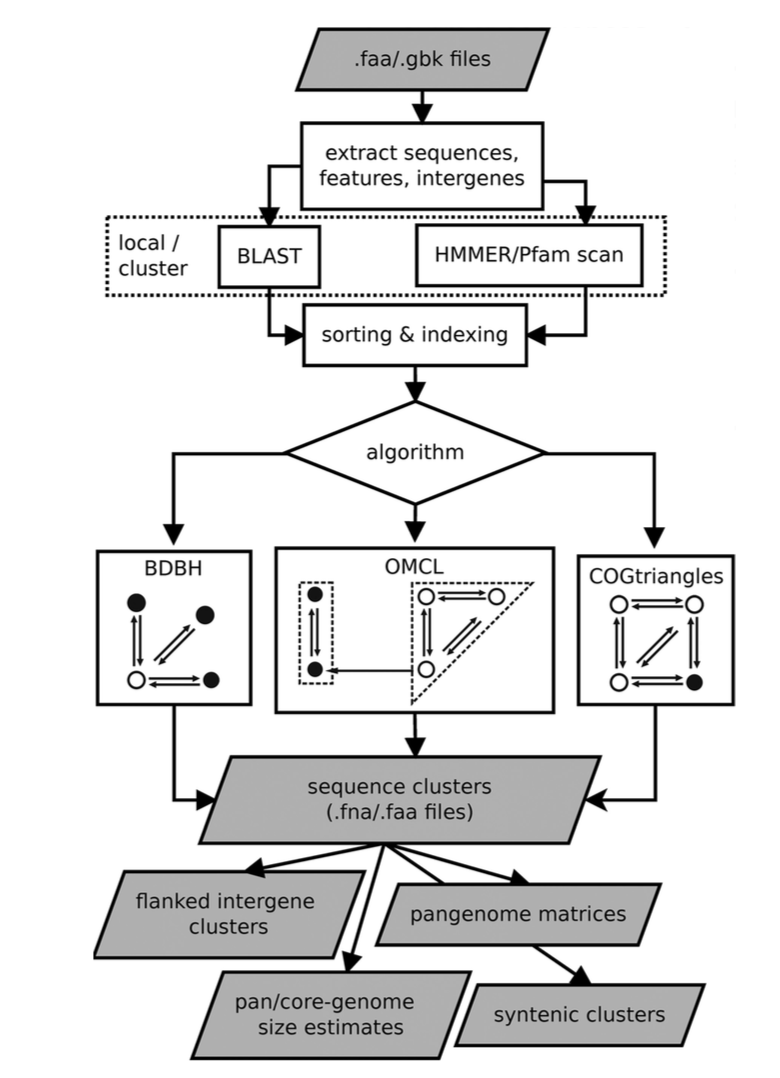 .faa/.gbk files
extract sequences,
features, intergenes
local /
cluster
BLAST
HMMER/Pfam scan
sorting & indexing
algorithm
BDBH
OMCL
COGtriangles
sequence clusters
(.fna/.faa files)
flanked intergene
clusters
pangenome matrices
pan/core-genome
size estimates
syntenic clusters